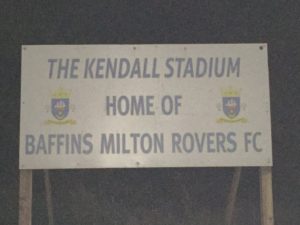 THE KENDALL STADIUM
HOME OF
BAFFINS MILTON ROVERS FC